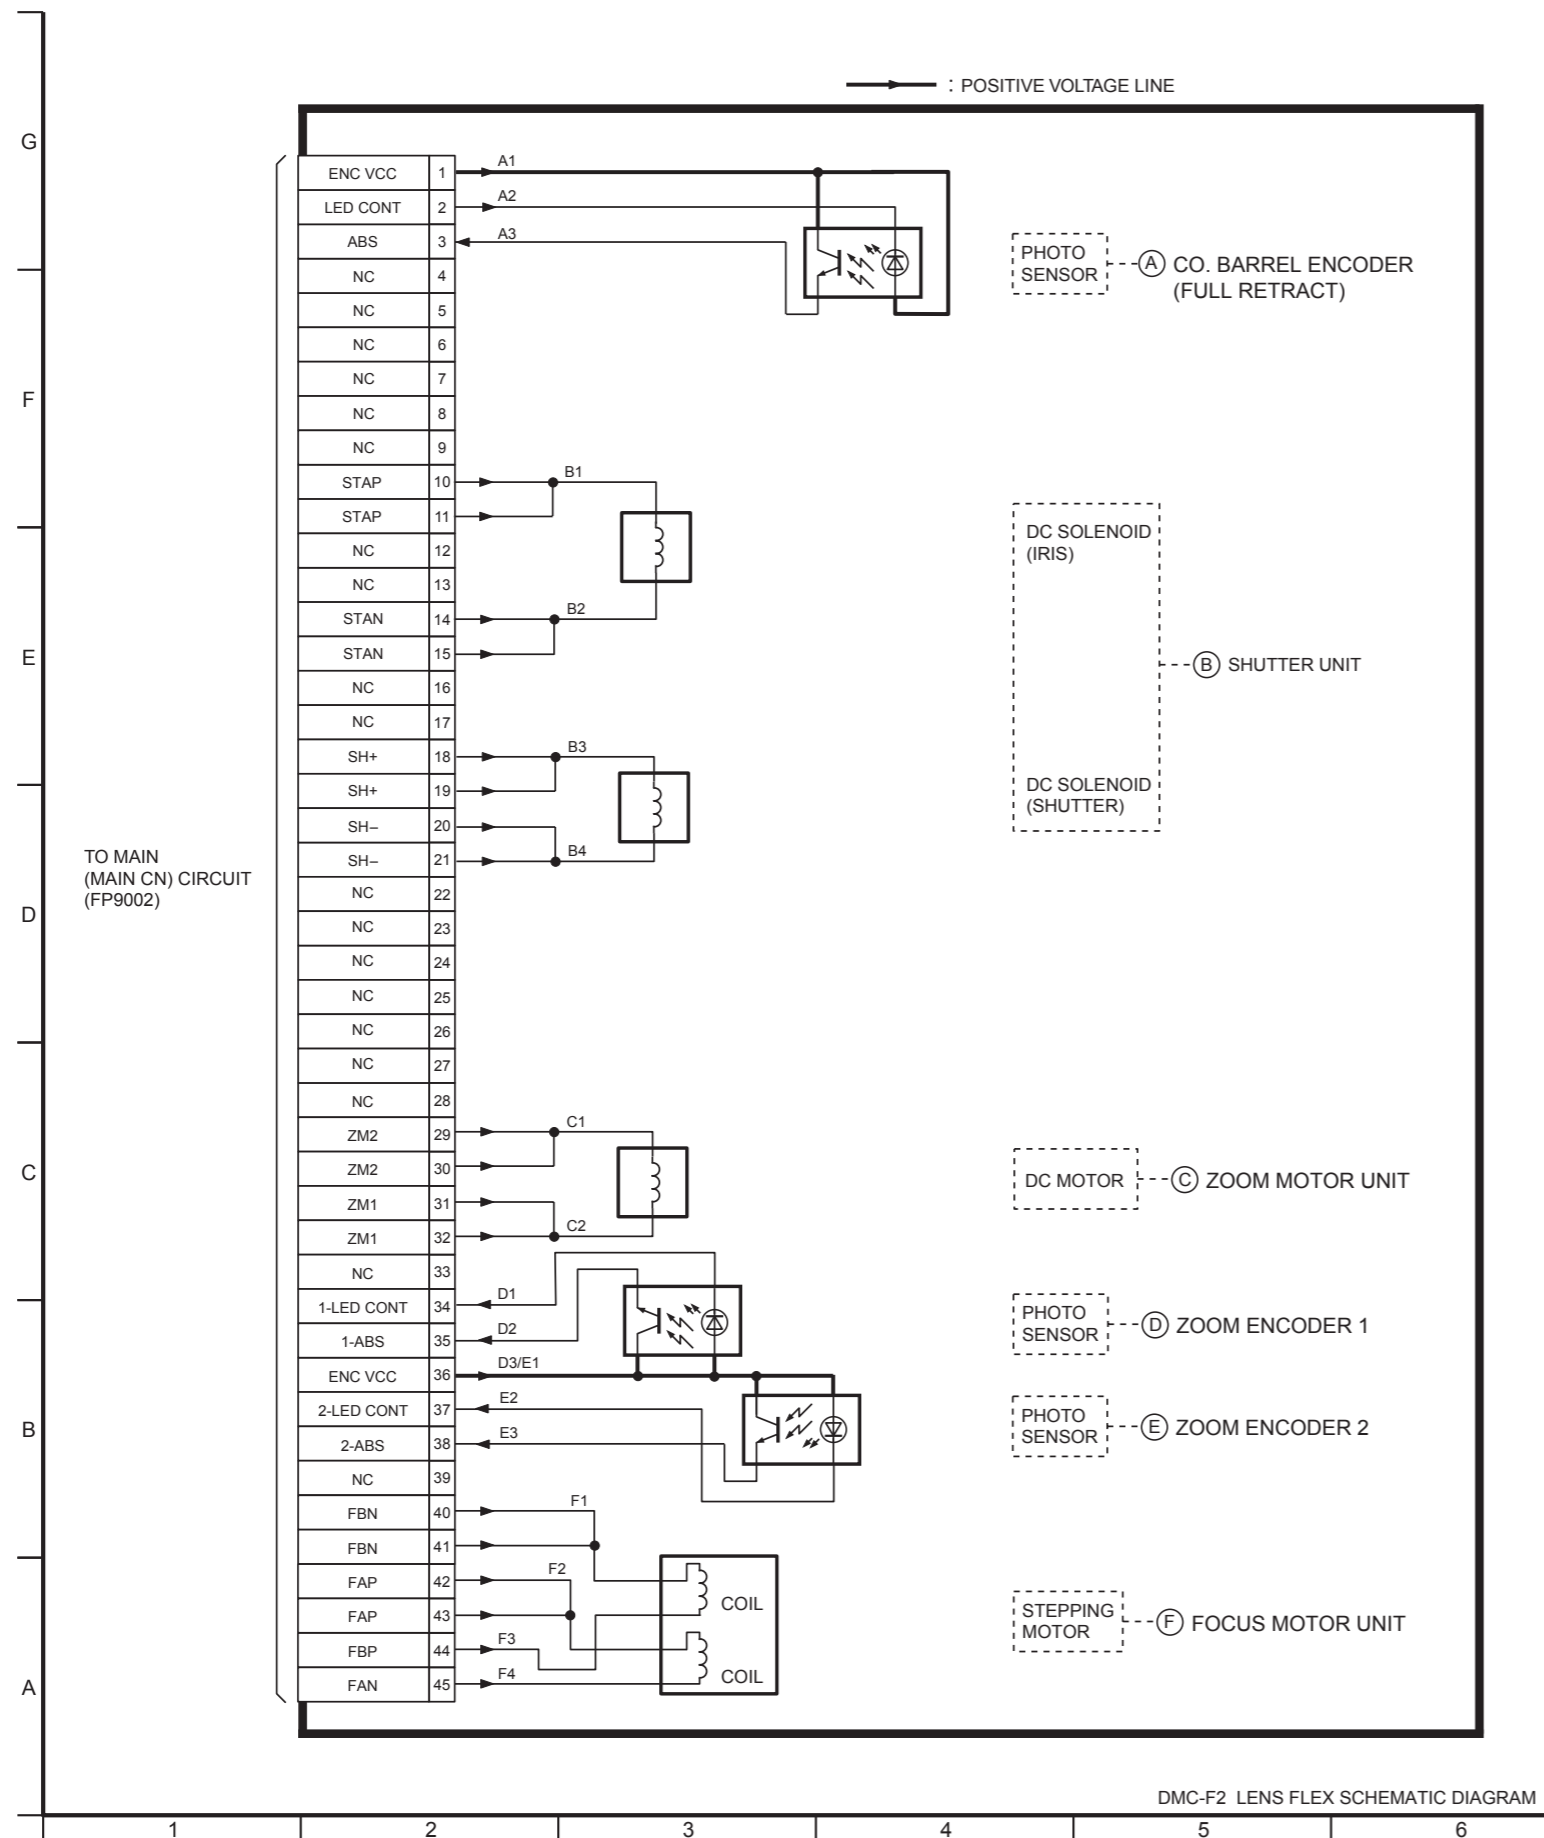 : POSITIVE VOLTAGE LINE
G
ENC VCC 1 A1
LED CONT 2 A2
ABS 3 A3
PHOTO
SENSOR
A CO. BARREL ENCODER
(FULL RETRACT)
NC 4
NC 5
NC 6
NC 7
F
NC 8
NC 9
STAP 10 B1
STAP 11
DC SOLENOID
(IRIS)
NC 12
NC 13
STAN 14 B2
STAN 15
E
B SHUTTER UNIT
NC 16
NC 17
SH+ 18 B3
SH+ 19
DC SOLENOID
(SHUTTER)
SH– 20
SH– 21 B4
TO MAIN
(MAIN CN) CIRCUIT
(FP9002)
NC 22
D
NC 23
NC 24
NC 25
NC 26
NC 27
NC 28
ZM2 29 C1
ZM2 30
C
DC MOTOR
C ZOOM MOTOR UNIT
ZM1 31
ZM1 32 C2
NC 33
1-LED CONT 34 D1
1-ABS 35 D2
PHOTO
SENSOR
D ZOOM ENCODER 1
ENC VCC 36 D3/E1
2-LED CONT 37 E2
B
2-ABS 38 E3
PHOTO
SENSOR
E ZOOM ENCODER 2
NC 39
FBN 40 F1
FBN 41
FAP 42 F2
FAP 43
COIL
STEPPING
MOTOR
F FOCUS MOTOR UNIT
FBP 44 F3
FAN 45 F4
COIL
A
DMC-F2 LENS FLEX SCHEMATIC DIAGRAM
1 2 3 4 5 6